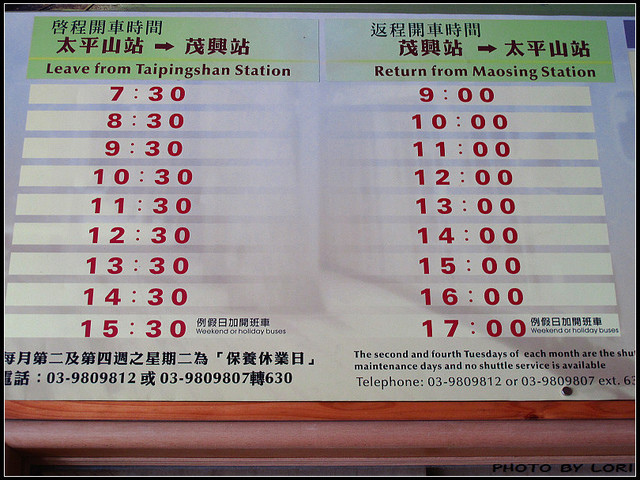 啓程開車時間
太平山站 ➡ 茂興站
Leave from Taipingshan Station
7:30
8:30
9:30
10:30
11:30
12:30
13:30
14:30
15:30 例假日加開班車
Weekend or holiday buses
每月第二及第四週之星期二為「保養休業日」
電話：03-9809812 或 03-9809807轉630
返程開車時間
茂興站 ➡ 太平山站
Return from Maosing Station
9:00
10:00
11:00
12:00
13:00
14:00
15:00
16:00
17:00 例假日加開班車
Weekend or holiday buses
The second and fourth Tuesdays of each month are the
maintenance days and no shuttle service is available
Telephone: 03-9809812 or 03-9809807 ext.
PHOTO BY LORI